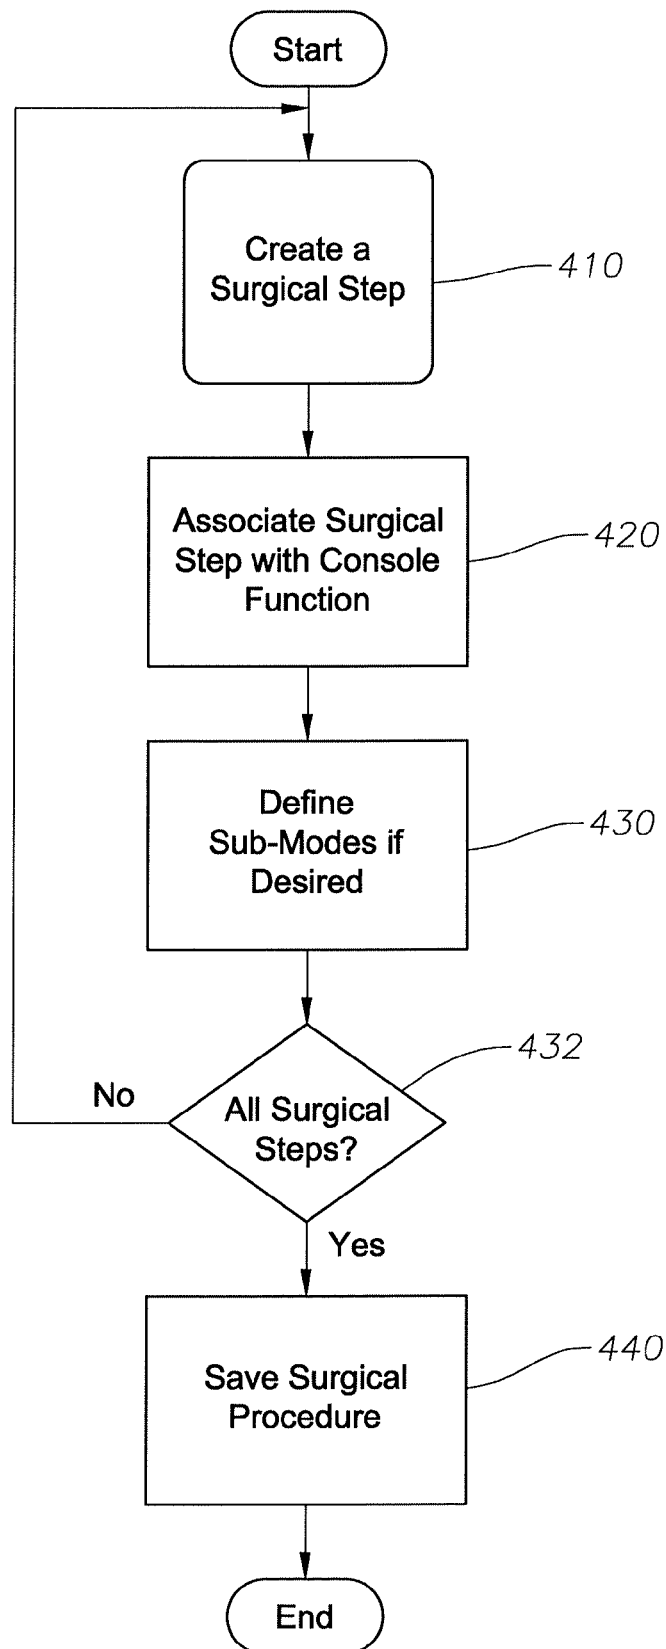 Start
Create a
Surgical Step
410
Associate Surgical
Step with Console
Function
420
Define
Sub-Modes if
Desired
430
432
No
All Surgical
Steps?
Yes
Save Surgical
Procedure
440
End